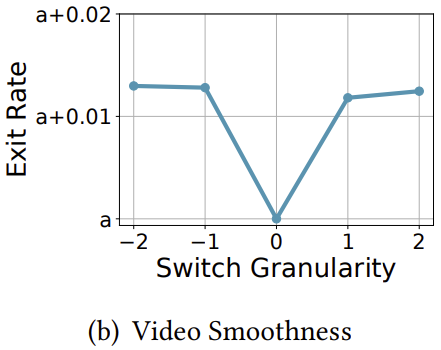 a+0.02
a+0.01
a
Exit Rate
−2 −1 0 1 2
Switch Granularity
(b) Video Smoothness